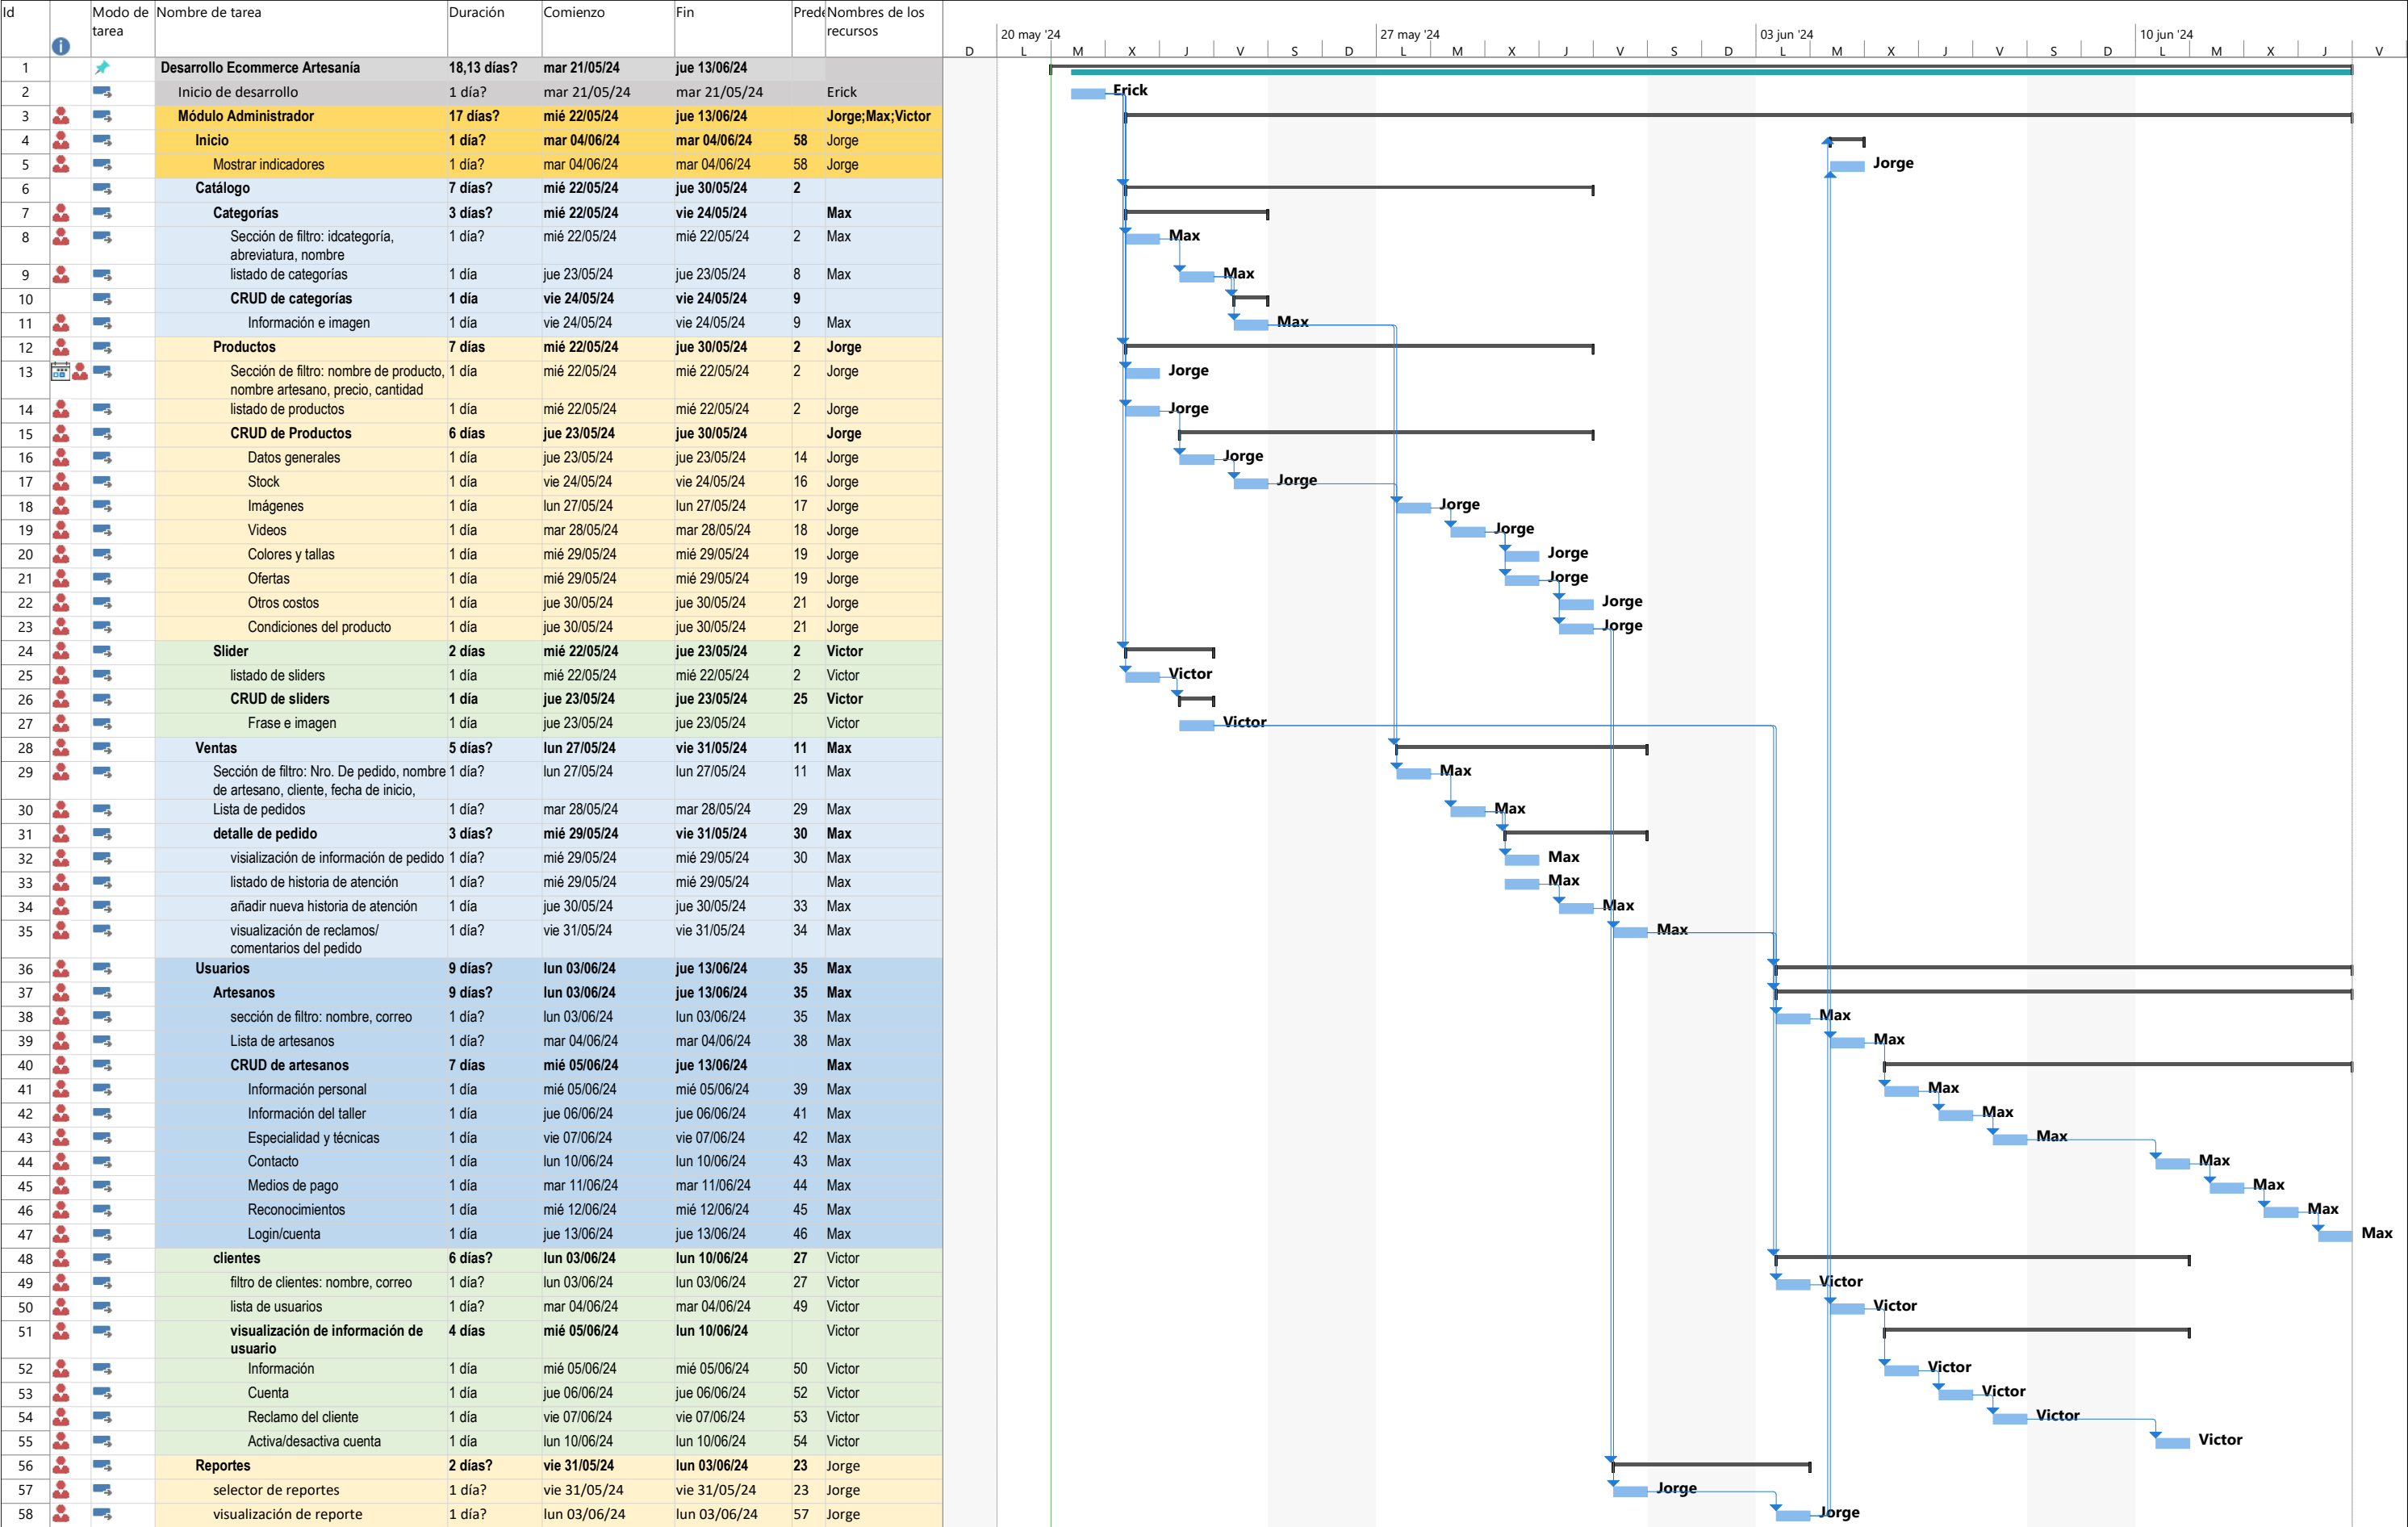 Id Modo de tarea Nombre de tarea Duración Comienzo Fin Prede Nombres de los recursos
20 may '24 27 may '24 03 jun '24 10 jun '24
D L M X J V S D L M X J V S D L M X J V S D L M X J V
1 Desarrollo Ecommerce Artesanía 18,13 días? mar 21/05/24 jue 13/06/24
2 Inicio de desarrollo 1 día? mar 21/05/24 mar 21/05/24 Erick Erick
3 Módulo Administrador 17 días? mié 22/05/24 jue 13/06/24 Jorge;Max;Victor
4 Inicio 1 día? mar 04/06/24 mar 04/06/24 58 Jorge
5 Mostrar indicadores 1 día? mar 04/06/24 mar 04/06/24 58 Jorge Jorge
6 Catálogo 7 días? mié 22/05/24 jue 30/05/24 2
7 Categorías 3 días? mié 22/05/24 vie 24/05/24 Max
8 Sección de filtro: idcategoría, 1 día? mié 22/05/24 mié 22/05/24 2 Max Max
abreviatura, nombre
9 listado de categorías 1 día jue 23/05/24 jue 23/05/24 8 Max Max
10 CRUD de categorías 1 día vie 24/05/24 vie 24/05/24 9
11 Información e imagen 1 día vie 24/05/24 vie 24/05/24 9 Max Max
12 Productos 7 días mié 22/05/24 jue 30/05/24 2 Jorge
13 Sección de filtro: nombre de producto, 1 día mié 22/05/24 mié 22/05/24 2 Jorge Jorge
nombre artesano, precio, cantidad
14 listado de productos 1 día mié 22/05/24 mié 22/05/24 2 Jorge Jorge
15 CRUD de Productos 6 días jue 23/05/24 jue 30/05/24 Jorge
16 Datos generales 1 día jue 23/05/24 jue 23/05/24 14 Jorge Jorge
17 Stock 1 día vie 24/05/24 vie 24/05/24 16 Jorge Jorge
18 Imágenes 1 día lun 27/05/24 lun 27/05/24 17 Jorge Jorge
19 Videos 1 día mar 28/05/24 mar 28/05/24 18 Jorge Jorge
20 Colores y tallas 1 día mié 29/05/24 mié 29/05/24 19 Jorge Jorge
21 Ofertas 1 día mié 29/05/24 mié 29/05/24 19 Jorge Jorge
22 Otros costos 1 día jue 30/05/24 jue 30/05/24 21 Jorge Jorge
23 Condiciones del producto 1 día jue 30/05/24 jue 30/05/24 21 Jorge Jorge
24 Slider 2 días mié 22/05/24 jue 23/05/24 2 Victor
25 listado de sliders 1 día mié 22/05/24 mié 22/05/24 2 Victor Victor
26 CRUD de sliders 1 día jue 23/05/24 jue 23/05/24 25 Victor
27 Frase e imagen 1 día jue 23/05/24 jue 23/05/24 Victor Victor
28 Ventas 5 días? lun 27/05/24 vie 31/05/24 11 Max
29 Sección de filtro: Nro. De pedido, nombre 1 día? lun 27/05/24 lun 27/05/24 11 Max Max
de artesano, cliente, fecha de inicio,
30 Lista de pedidos 1 día? mar 28/05/24 mar 28/05/24 29 Max Max
31 detalle de pedido 3 días? mié 29/05/24 vie 31/05/24 30 Max
32 visialización de información de pedido 1 día? mié 29/05/24 mié 29/05/24 30 Max Max
33 listado de historia de atención 1 día? mié 29/05/24 mié 29/05/24 Max Max
34 añadir nueva historia de atención 1 día jue 30/05/24 jue 30/05/24 33 Max Max
35 visualización de reclamos/ 1 día? vie 31/05/24 vie 31/05/24 34 Max Max
comentarios del pedido
36 Usuarios 9 días? lun 03/06/24 jue 13/06/24 35 Max
37 Artesanos 9 días? lun 03/06/24 jue 13/06/24 35 Max
38 sección de filtro: nombre, correo 1 día? lun 03/06/24 lun 03/06/24 35 Max Max
39 Lista de artesanos 1 día? mar 04/06/24 mar 04/06/24 38 Max Max
40 CRUD de artesanos 7 días mié 05/06/24 jue 13/06/24 Max
41 Información personal 1 día mié 05/06/24 mié 05/06/24 39 Max Max
42 Información del taller 1 día jue 06/06/24 jue 06/06/24 41 Max Max
43 Especialidad y técnicas 1 día vie 07/06/24 vie 07/06/24 42 Max Max
44 Contacto 1 día lun 10/06/24 lun 10/06/24 43 Max Max
45 Medios de pago 1 día mar 11/06/24 mar 11/06/24 44 Max Max
46 Reconocimientos 1 día mié 12/06/24 mié 12/06/24 45 Max Max
47 Login/cuenta 1 día jue 13/06/24 jue 13/06/24 46 Max Max
48 clientes 6 días? lun 03/06/24 lun 10/06/24 27 Victor
49 filtro de clientes: nombre, correo 1 día? lun 03/06/24 lun 03/06/24 27 Victor Victor
50 lista de usuarios 1 día? mar 04/06/24 mar 04/06/24 49 Victor Victor
51 visualización de información de 4 días mié 05/06/24 lun 10/06/24 Victor
usuario
52 Información 1 día mié 05/06/24 mié 05/06/24 50 Victor Victor
53 Cuenta 1 día jue 06/06/24 jue 06/06/24 52 Victor Victor
54 Reclamo del cliente 1 día vie 07/06/24 vie 07/06/24 53 Victor Victor
55 Activa/desactiva cuenta 1 día lun 10/06/24 lun 10/06/24 54 Victor Victor
56 Reportes 2 días? vie 31/05/24 lun 03/06/24 23 Jorge
57 selector de reportes 1 día? vie 31/05/24 vie 31/05/24 23 Jorge Jorge
58 visualización de reporte 1 día? lun 03/06/24 lun 03/06/24 57 Jorge Jorge